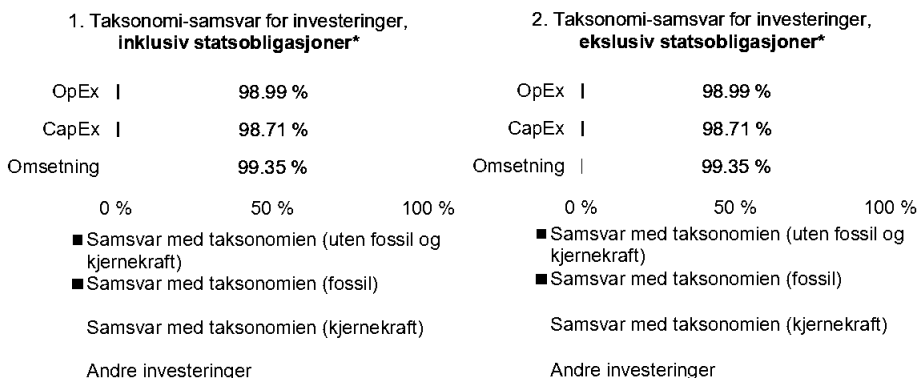 1. Taksonomi-samsvar for investeringer,
inklusiv statsobligasjoner*
OpEx 98.99 %
CapEx 98.71 %
Omsetning 99.35 %
0 % 50 % 100 %
Samsvar med taksonomien (uten fossil og
kjernekraft)
Samsvar med taksonomien (fossil)
Samsvar med taksonomien (kjernekraft)
Andre investeringer
2. Taksonomi-samsvar for investeringer,
ekslusiv statsobligasjoner*
OpEx 98.99 %
CapEx 98.71 %
Omsetning 99.35 %
0 % 50 % 100 %
Samsvar med taksonomien (uten fossil og
kjernekraft)
Samsvar med taksonomien (fossil)
Samsvar med taksonomien (kjernekraft)
Andre investeringer